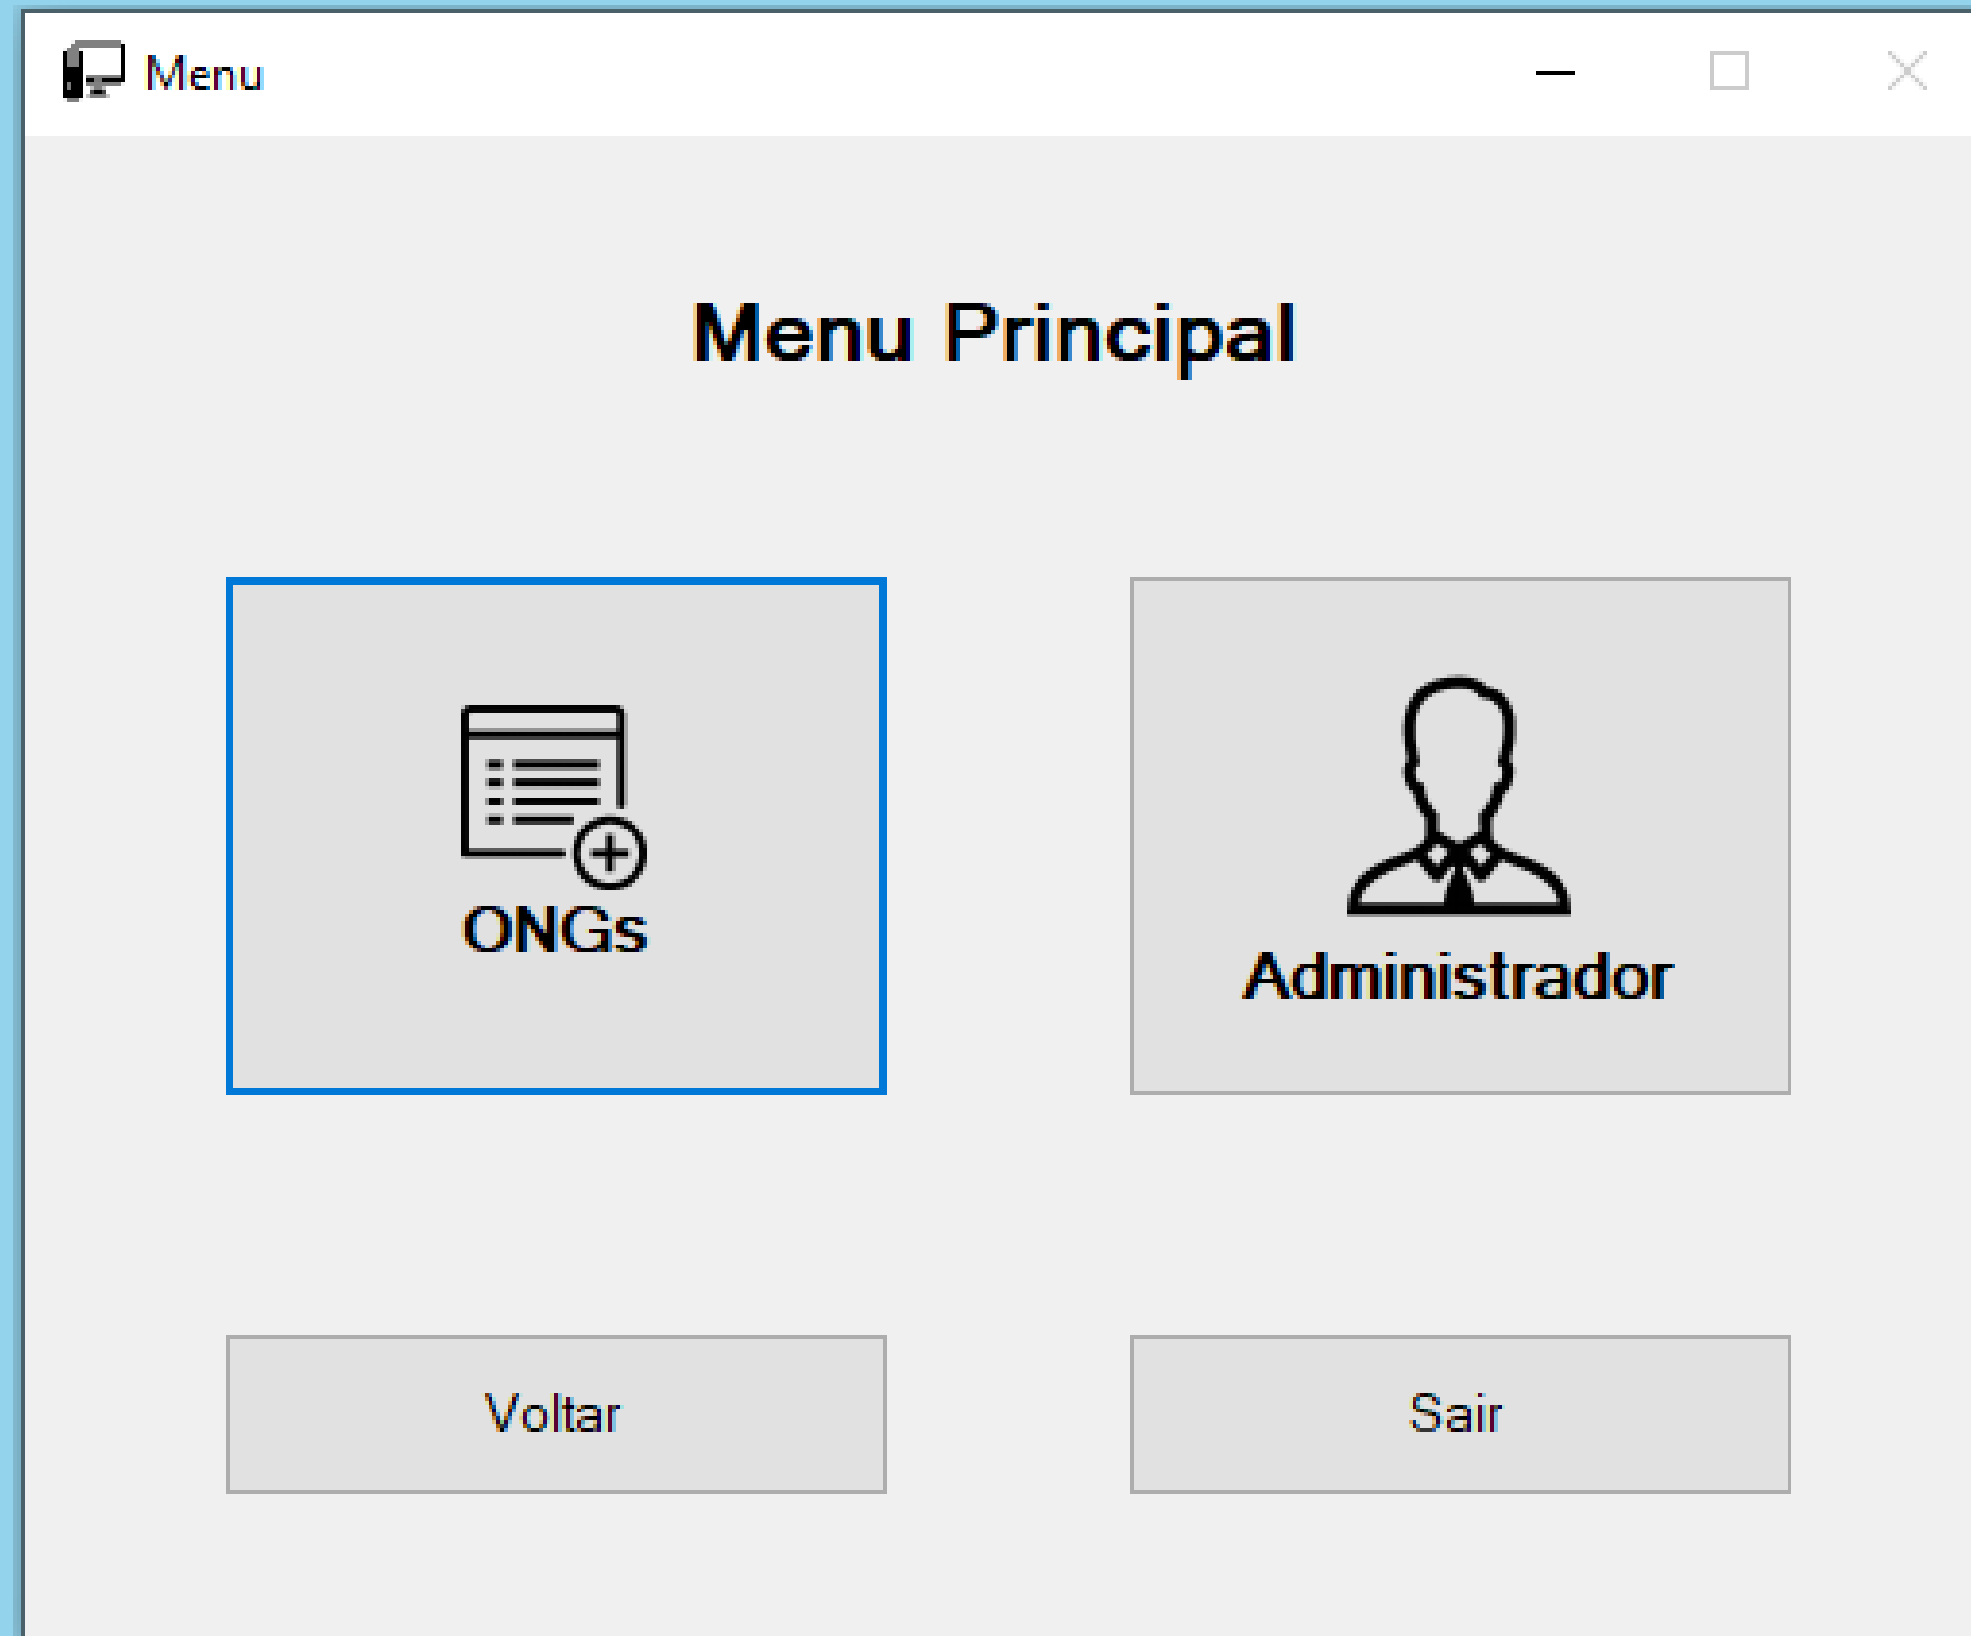 Menu
Menu Principal
ONGs
Administrador
Voltar
Sair